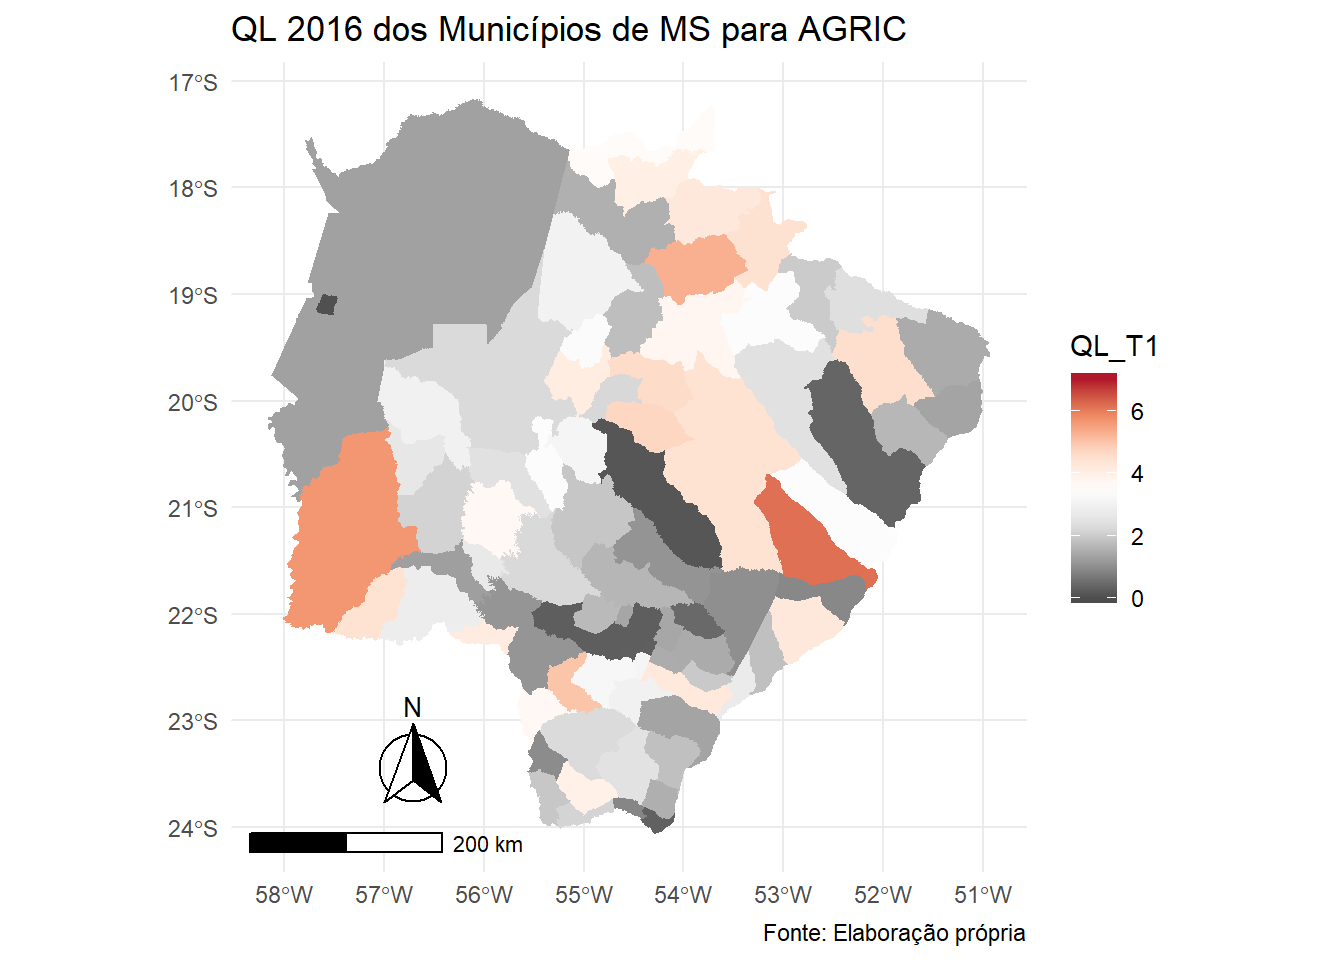 QL 2016 dos Municípios de MS para AGRIC
17°S
18°S
19°S
20°S
21°S
22°S
23°S
24°S
N
200 km
58°W
57°W
56°W
55°W
54°W
53°W
52°W
51°W
QL_T1
6
4
2
0
Fonte: Elaboração própria